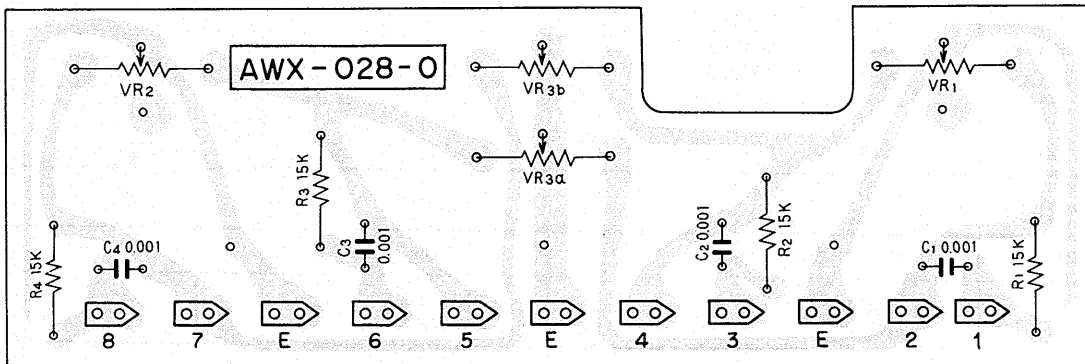 AWX-028-0
VR2
VR3b
VR1
VR3a
R3 15K
C3 0.001
C4 0.001
R4 15K
C2 0.001
R2 15K
C1 0.001
R1 15K
8 7 E 6 5 E 4 3 E 2 1